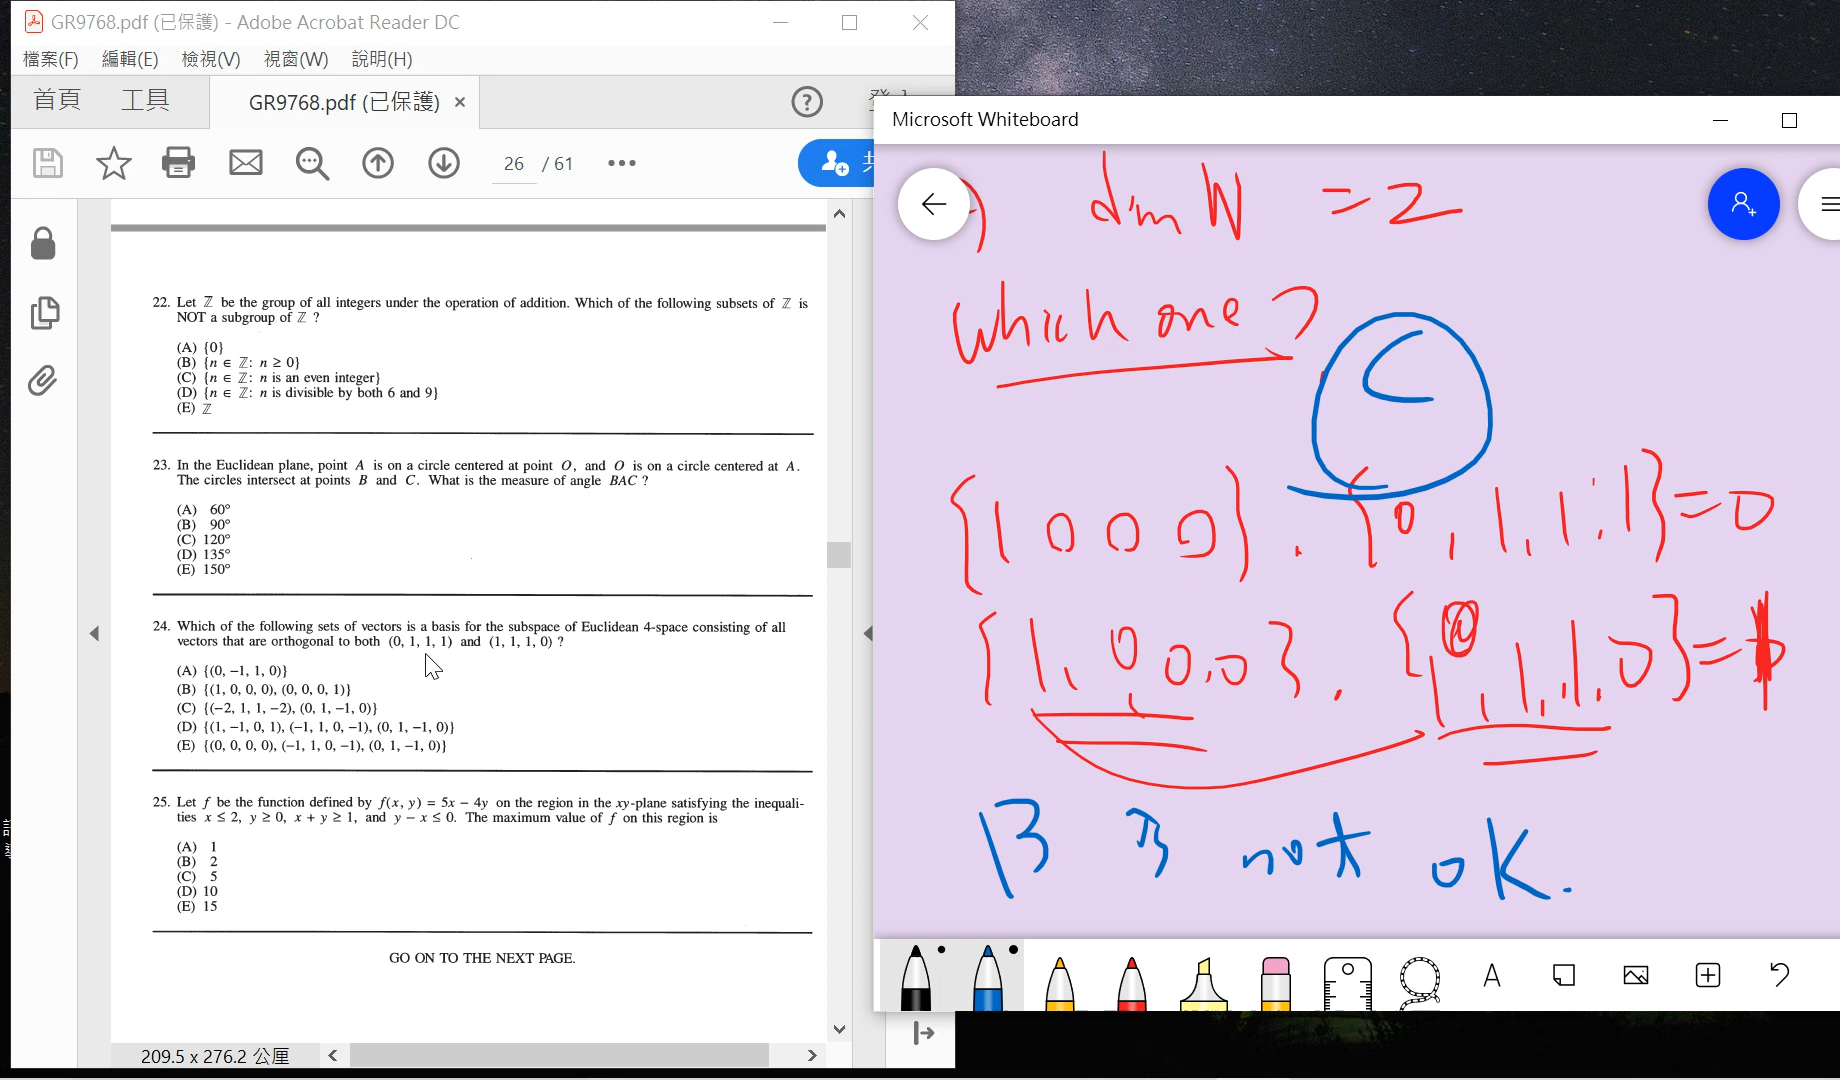 GR9768.pdf (已保護) - Adobe Acrobat Reader DC
檔案(F) 編輯(E) 檢視(V) 視窗(W) 說明(H)
首頁 工具 GR9768.pdf (已保護) ×
26 / 61
22. Let ℤ be the group of all integers under the operation of addition. Which of the following subsets of ℤ is
NOT a subgroup of ℤ ?
(A) {0}
(B) {n ∈ ℤ: n ≥ 0}
(C) {n ∈ ℤ: n is an even integer}
(D) {n ∈ ℤ: n is divisible by both 6 and 9}
(E) ℤ
23. In the Euclidean plane, point A is on a circle centered at point O, and O is on a circle centered at A.
The circles intersect at points B and C. What is the measure of angle BAC ?
(A) 60°
(B) 90°
(C) 120°
(D) 135°
(E) 150°
24. Which of the following sets of vectors is a basis for the subspace of Euclidean 4-space consisting of all
vectors that are orthogonal to both (0, 1, 1, 1) and (1, 1, 1, 0) ?
(A) {(0, −1, 1, 0)}
(B) {(1, 0, 0, 0), (0, 0, 0, 1)}
(C) {(−2, 1, 1, −2), (0, 1, −1, 0)}
(D) {(1, −1, 0, 1), (−1, 1, 0, −1), (0, 1, −1, 0)}
(E) {(0, 0, 0, 0), (−1, 1, 0, −1), (0, 1, −1, 0)}
25. Let f be the function defined by f(x, y) = 5x − 4y on the region in the xy-plane satisfying the inequali-
ties x ≤ 2, y ≥ 0, x + y ≥ 1, and y − x ≤ 0. The maximum value of f on this region is
(A) 1
(B) 2
(C) 5
(D) 10
(E) 15
GO ON TO THE NEXT PAGE.
209.5 x 276.2 公厘
Microsoft Whiteboard
) dim N = 2
which one ?
C
{1 0 0 0} . {0, 1, 1, 1} = 0
{1, 0 0, 0} . {1, 1, 1, 0} =
B is not ok.
A